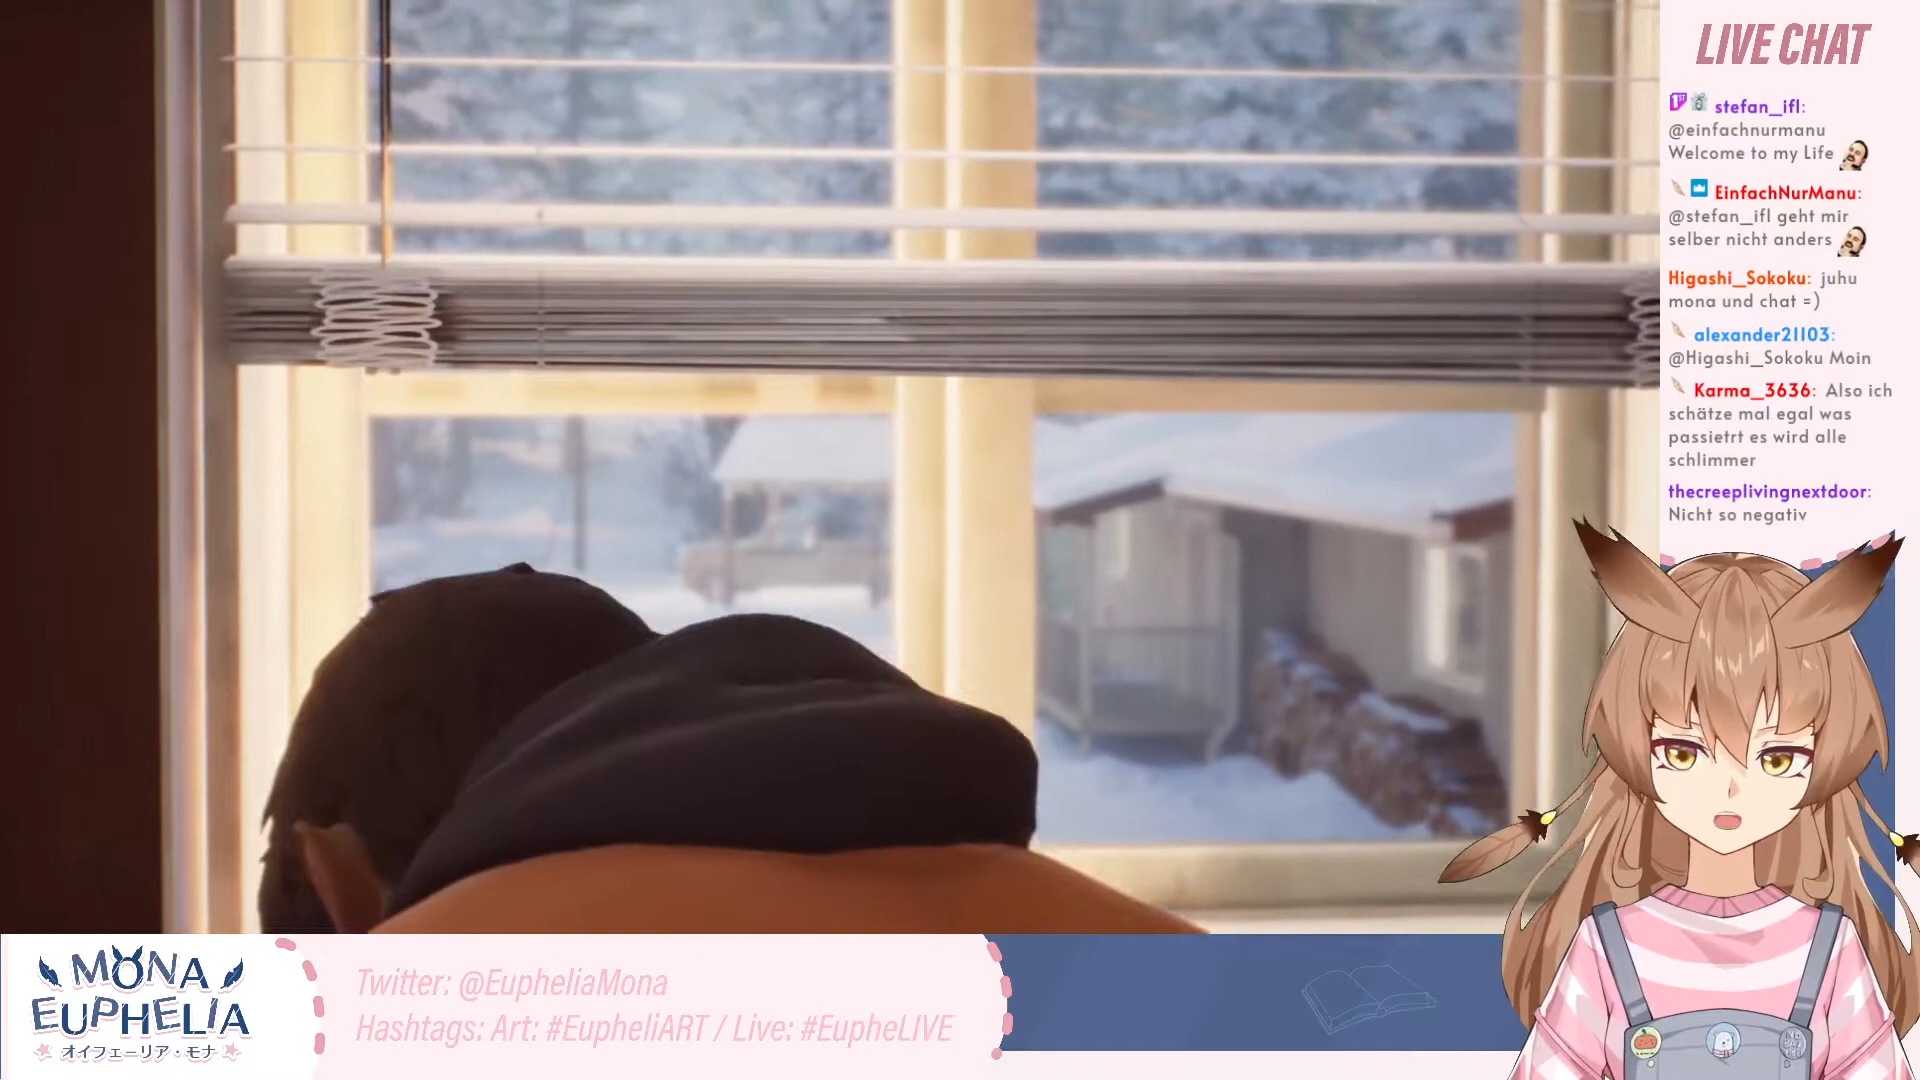 LIVE CHAT
stefan_ifl:
@einfachnurmanu
Welcome to my Life
EinfachNurManu:
@stefan_ifl geht mir
selber nicht anders
Higashi_Sokoku: juhu
mona und chat =)
alexander21103:
@Higashi_Sokoku Moin
Karma_3636: Also ich
schätze mal egal was
passietrt es wird alle
schlimmer
thecreeplivingnextdoor:
Nicht so negativ
MONA
EUPHELIA
オイフェーリア・モナ
Twitter: @EupheliaMona
Hashtags: Art: #EupheliART / Live: #EupheLIVE